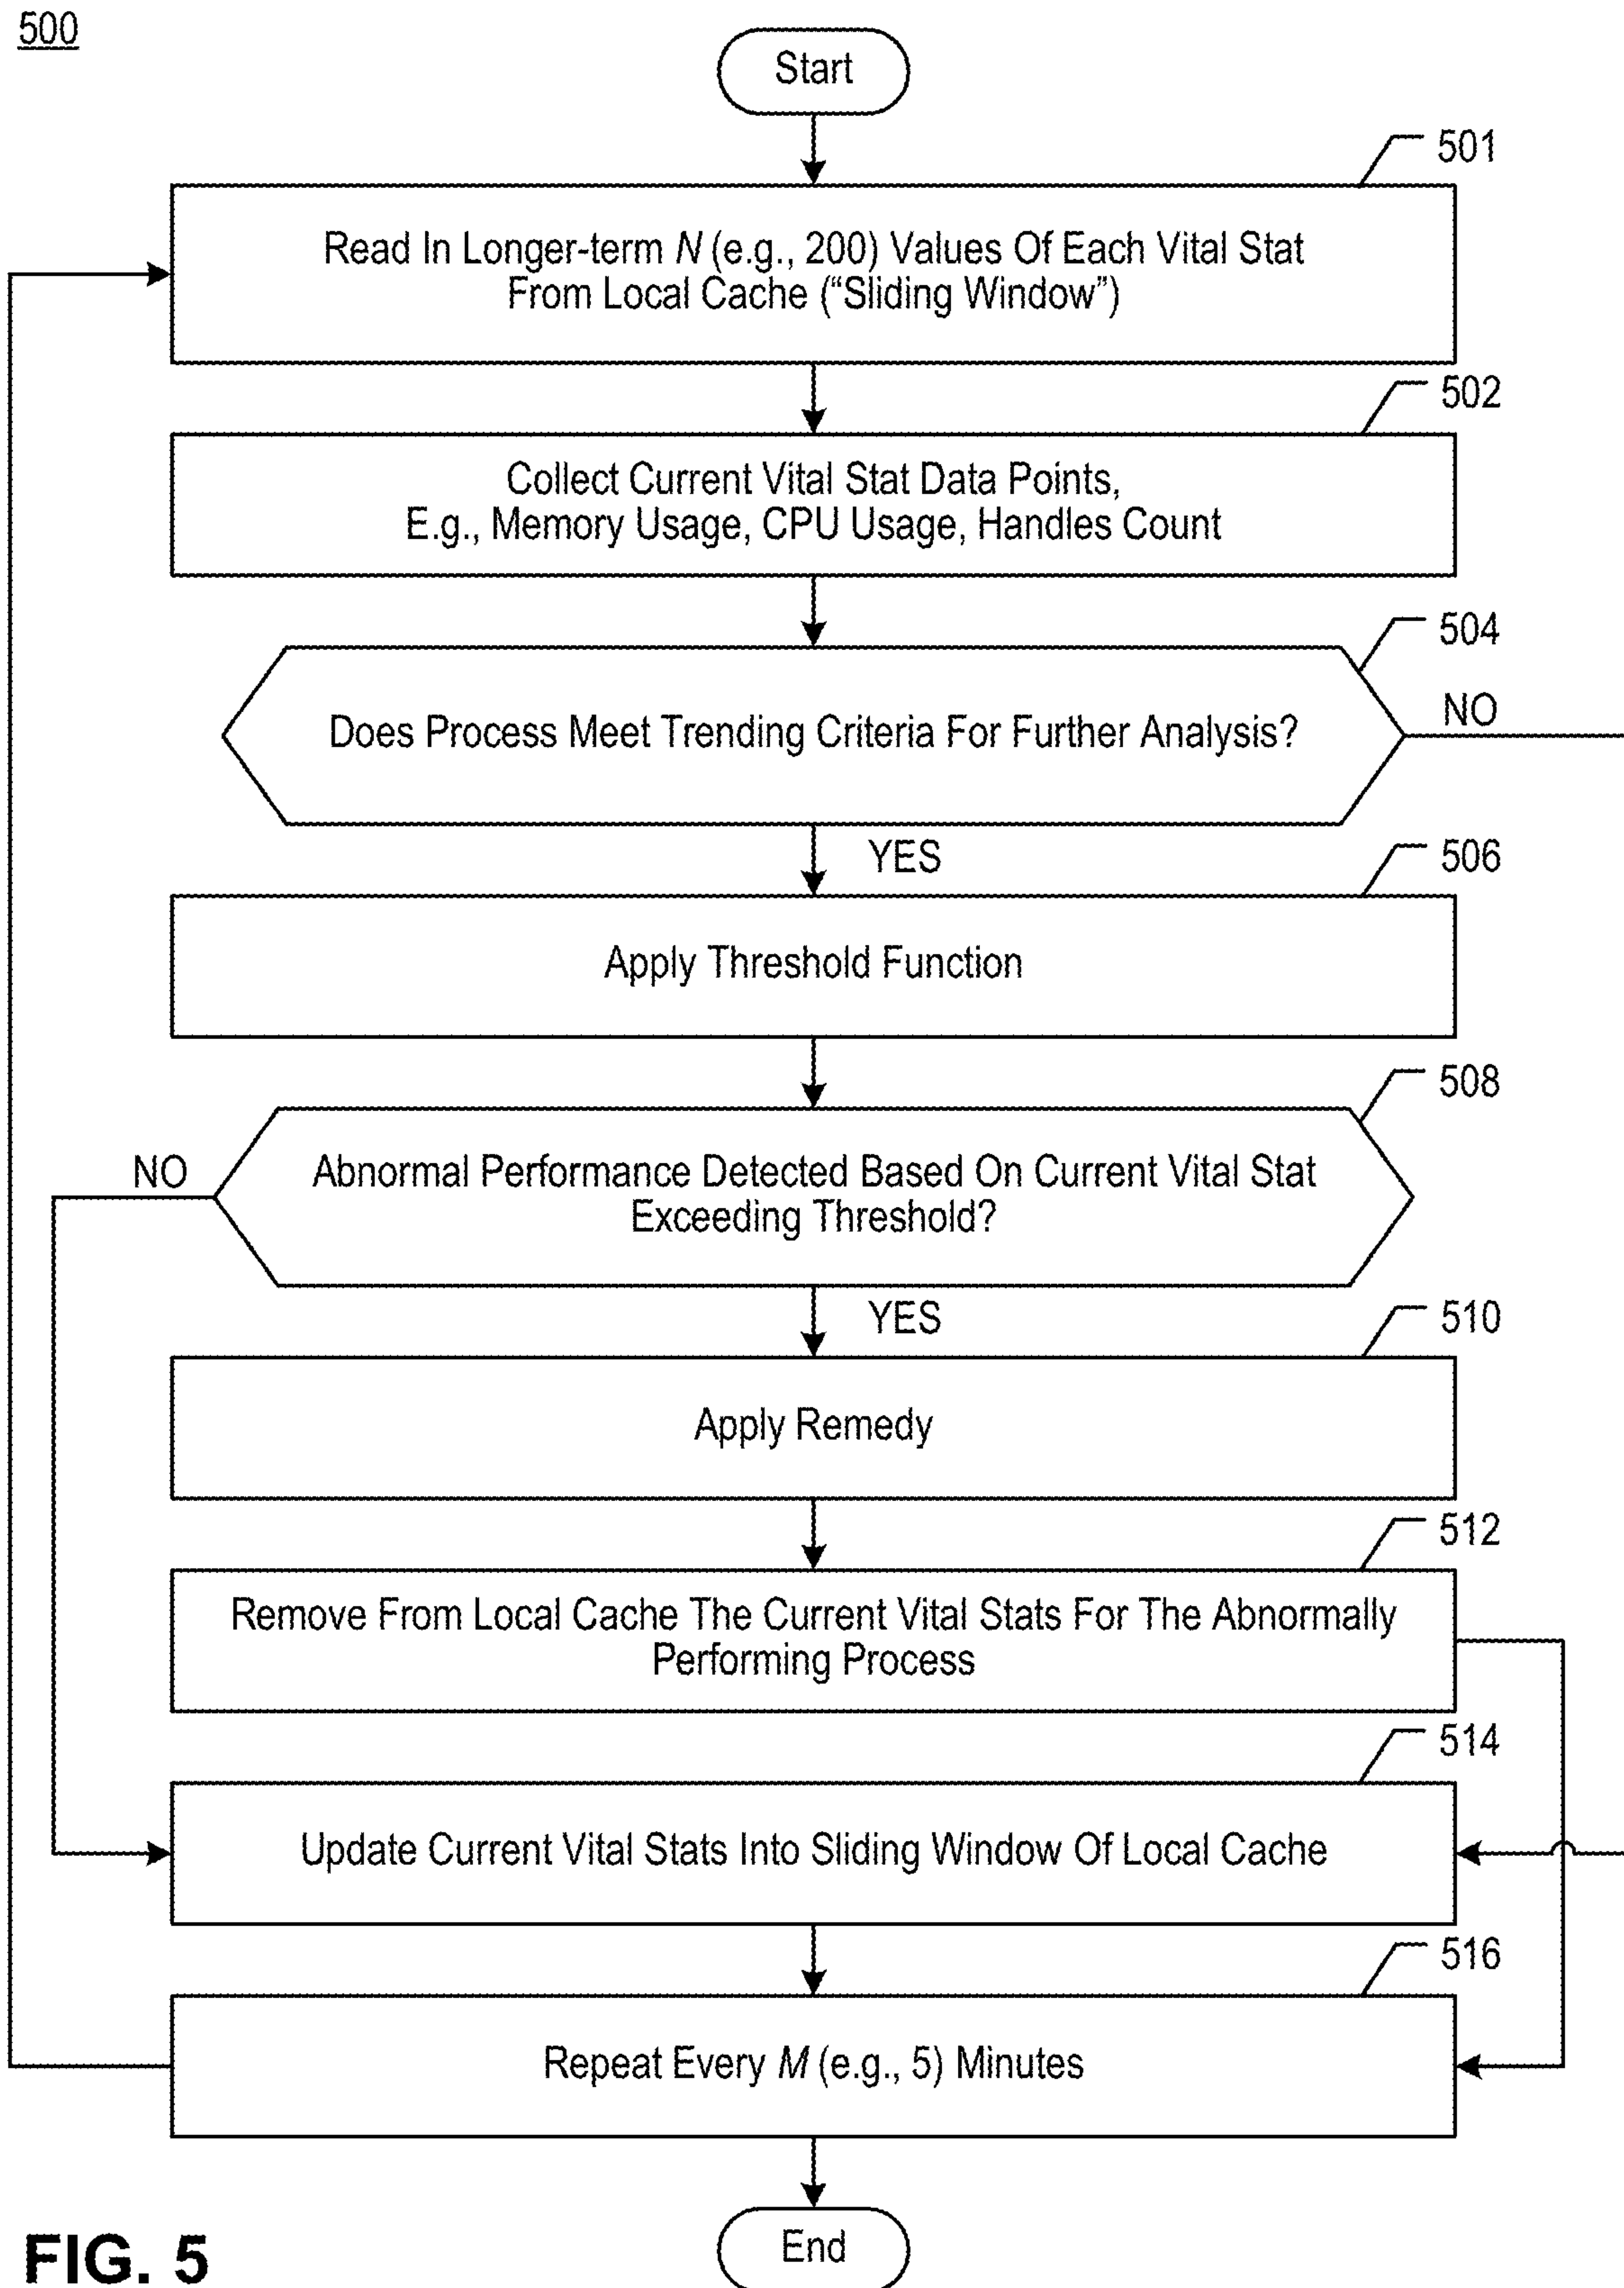 500
Start
501
Read In Longer-term N (e.g., 200) Values Of Each Vital Stat
From Local Cache (“Sliding Window”)
502
Collect Current Vital Stat Data Points,
E.g., Memory Usage, CPU Usage, Handles Count
504
Does Process Meet Trending Criteria For Further Analysis?
NO
YES
506
Apply Threshold Function
508
NO
Abnormal Performance Detected Based On Current Vital Stat
Exceeding Threshold?
YES
510
Apply Remedy
512
Remove From Local Cache The Current Vital Stats For The Abnormally
Performing Process
514
Update Current Vital Stats Into Sliding Window Of Local Cache
516
Repeat Every M (e.g., 5) Minutes
End
FIG. 5